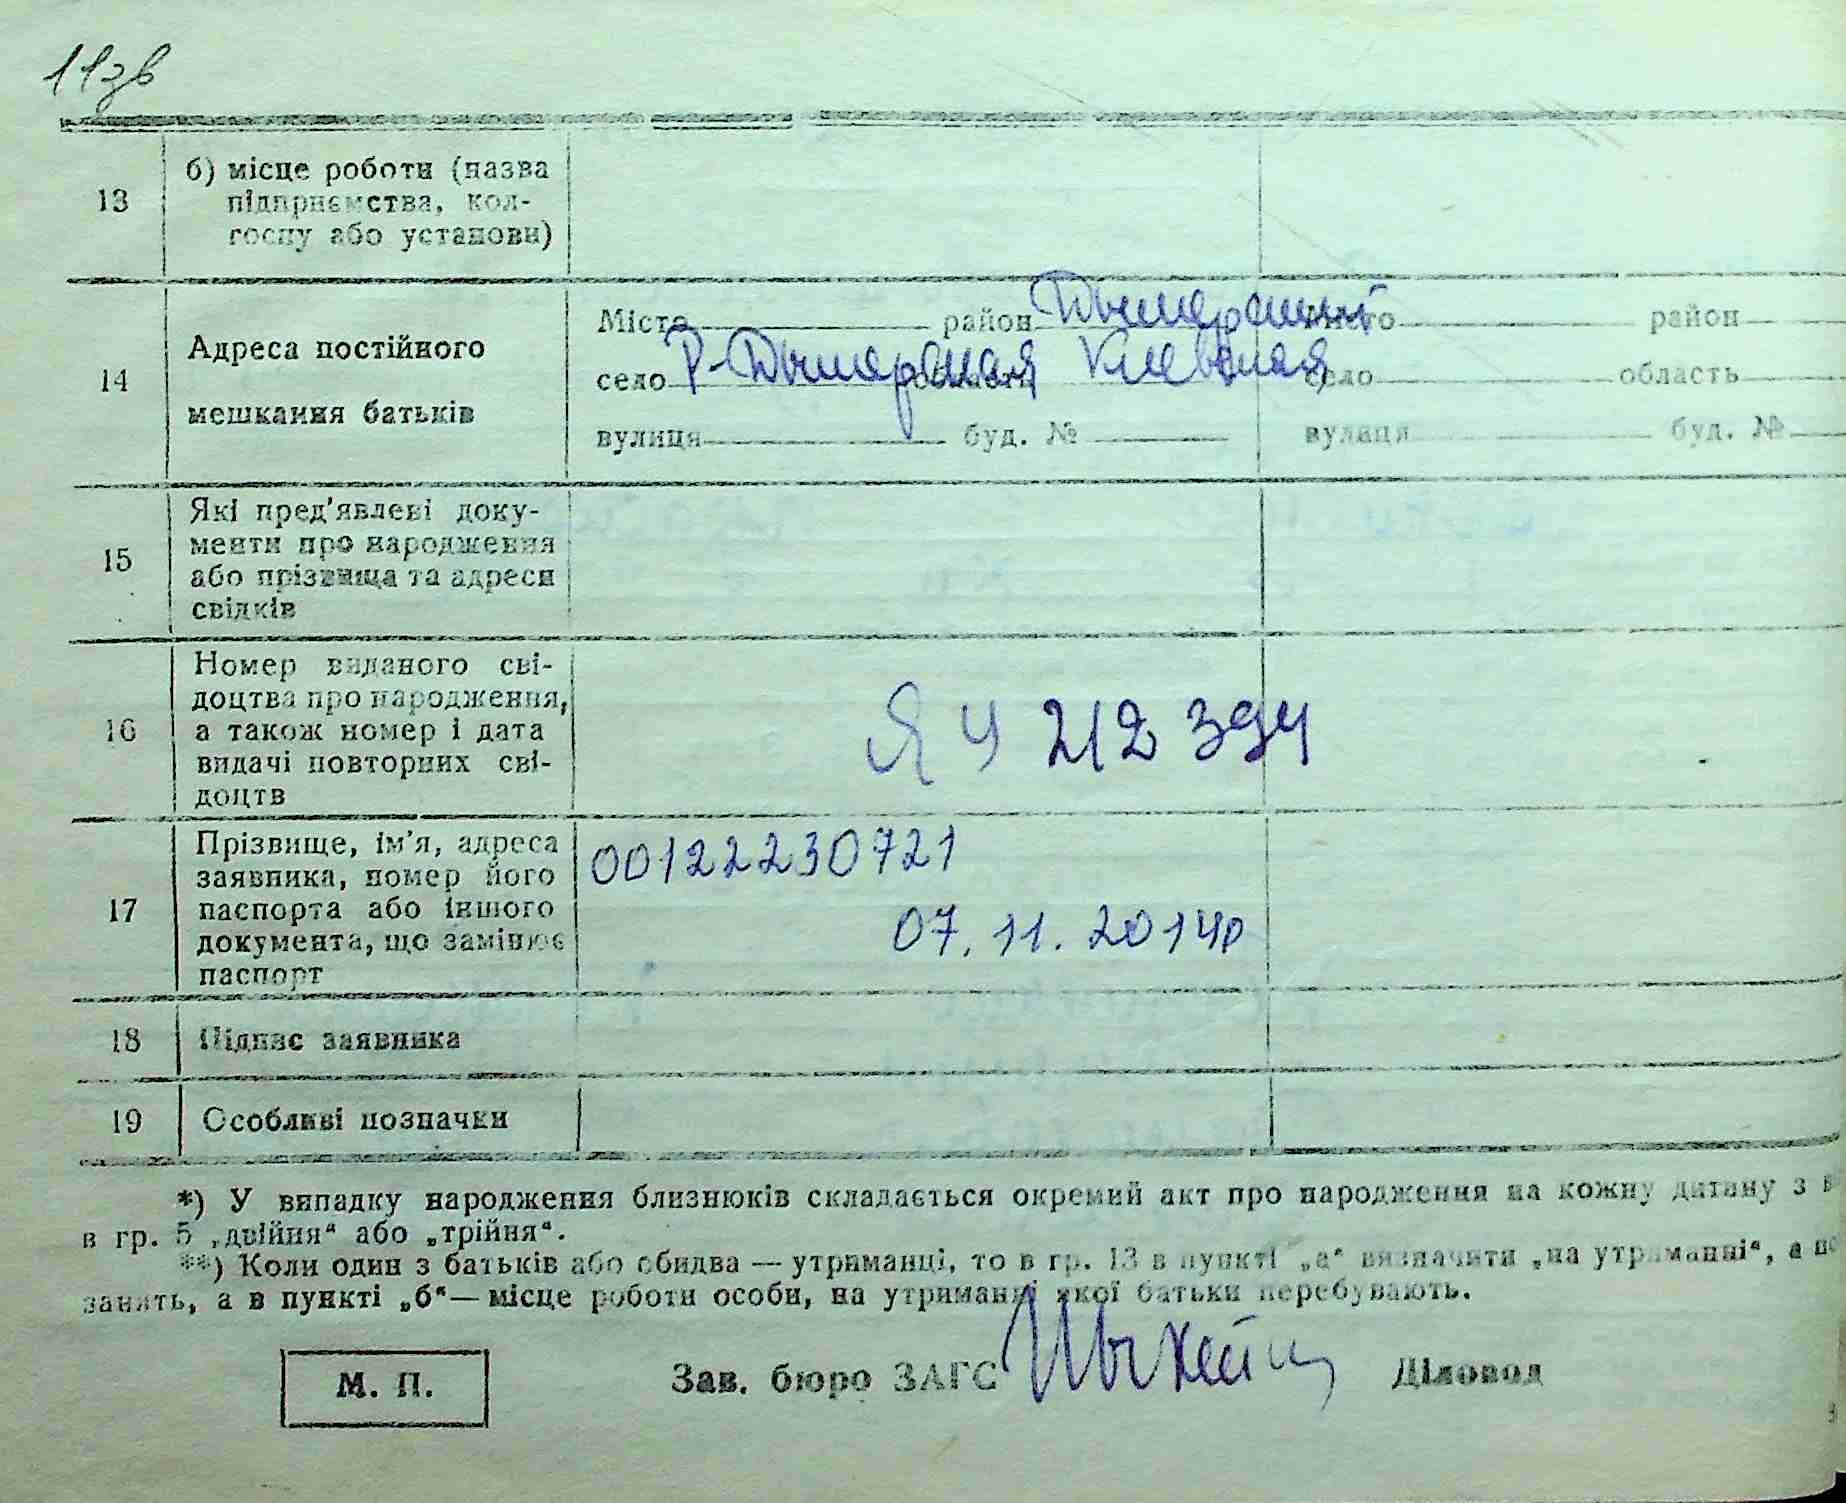 11зв
13
б) місце роботи (назва
підприємства, кол-
госпу або установи)
14
Адреса постійного
мешкання батьків
Місто район Дымерский Місто район
село Р-Дымерская область Киевская село область
вулиця буд. № вулиця буд. №
15
Які пред'явлені доку-
менти про народження
або прізвища та адреси
свідків
16
Номер виданого сві-
доцтва про народження,
а також номер і дата
видачі повторних сві-
доцтв
ЯЧ 212394
17
Прізвище, ім'я, адреса
заявника, номер його
паспорта або іншого
документа, що замінює
паспорт
00122230721
07.11.2014р
18
Підпис заявника
19
Особливі позначки
*) У випадку народження близнюків складається окремий акт про народження на кожну дитину з
в гр. 5 „двійня“ або „трійня“.
**) Коли один з батьків або обидва — утриманці, то в гр. 13 в пункті „а“ визначити „на утриманні“, а
занять, а в пункті „б“ — місце роботи особи, на утриманні якої батьки перебувають.
М. П.
Зав. бюро ЗАГС
Діловод